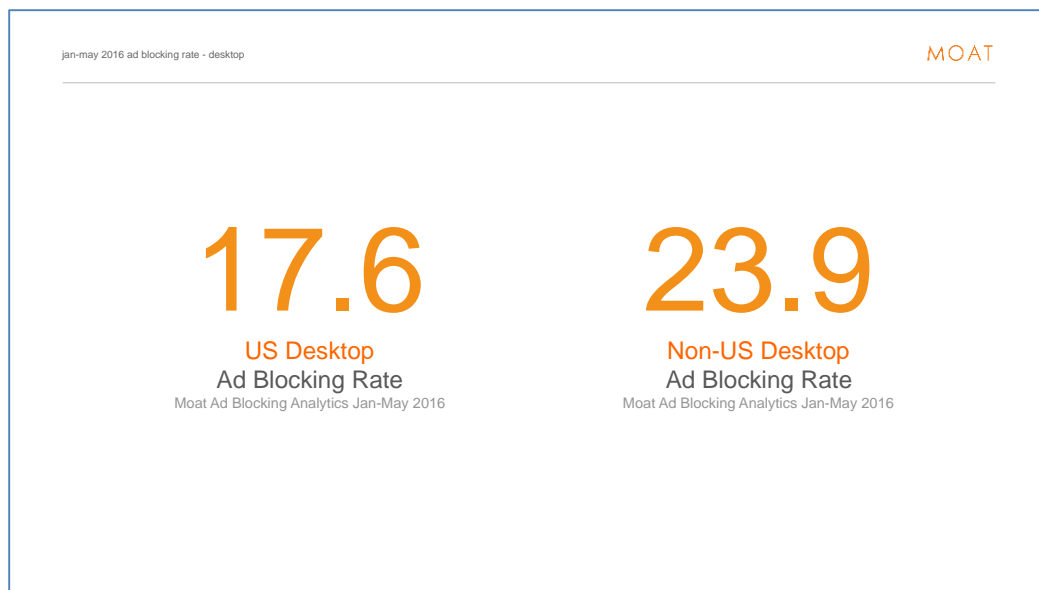 jan-may 2016 ad blocking rate - desktop
MOAT
17.6
US Desktop
Ad Blocking Rate
Moat Ad Blocking Analytics Jan-May 2016
23.9
Non-US Desktop
Ad Blocking Rate
Moat Ad Blocking Analytics Jan-May 2016